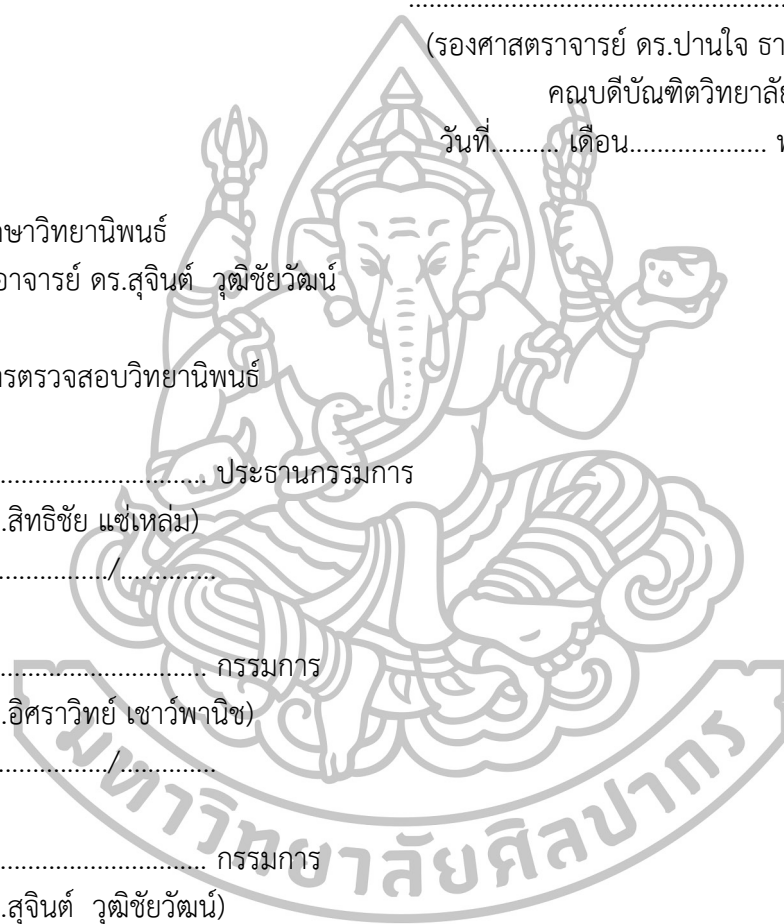 ................................................
(รองศาสตราจารย์ ดร.ปานใจ ธา
คณบดีบัณฑิตวิทยาลัย
วันที่.......... เดือน.................... 
กษาวิทยานิพนธ์
อาจารย์ ดร.สุจินต์ วุฒิชัยวัฒน์
ารตรวจสอบวิทยานิพนธ์
.............................. ประธานกรรมการ
.สิทธิชัย แซ่เหล่ม)
................/..............
.............................. กรรมการ
.อิศราวิทย์ เชาว์พานิช)
................/..............
.............................. กรรมการ
.สุจินต์ วุฒิชัยวัฒน์)
มหาวิทยาลัยศิลปากร